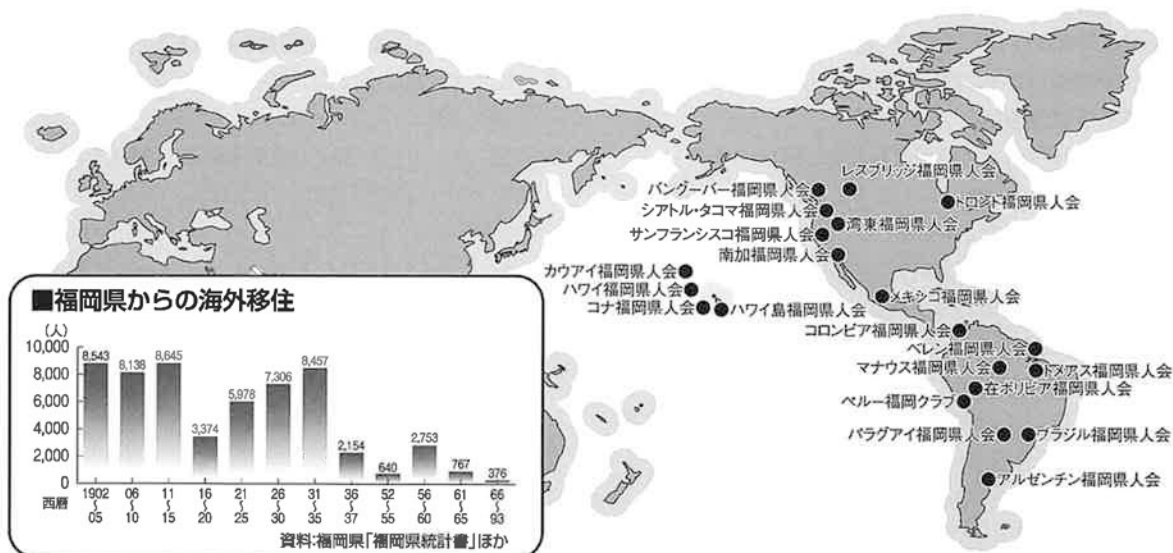 レスブリッジ福岡県人会
バンクーバー福岡県人会
トロント福岡県人会
シアトル・タコマ福岡県人会
湾東福岡県人会
サンフランシスコ福岡県人会
南加福岡県人会
カウアイ福岡県人会
ハワイ福岡県人会
メキシコ福岡県人会
コナ福岡県人会
ハワイ島福岡県人会
コロンビア福岡県人会
ベレン福岡県人会
マナウス福岡県人会
トメアス福岡県人会
在ボリビア福岡県人会
ペルー福岡クラブ
パラグアイ福岡県人会
ブラジル福岡県人会
アルゼンチン福岡県人会
■福岡県からの海外移住
(人)
10,000
8,000
6,000
4,000
2,000
0
8,543 8,138 8,645 3,374 5,978 7,306 8,457 2,154 640 2,753 767 376
西暦 1902〜05 06〜10 11〜15 16〜20 21〜25 26〜30 31〜35 36〜37 52〜55 56〜60 61〜65 66〜93
資料:福岡県「福岡県統計書」ほか